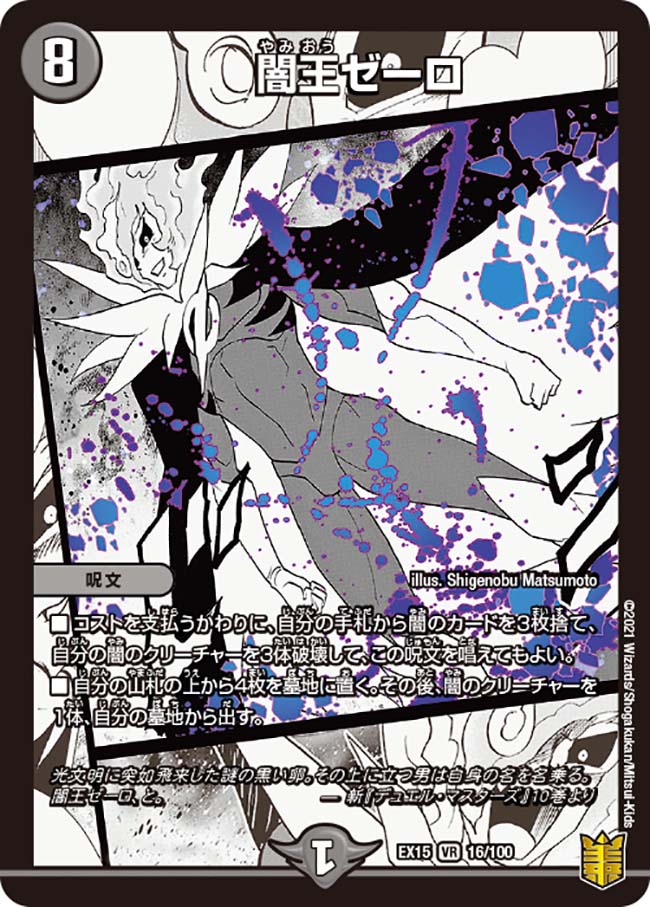 8
やみおう
闇王ゼーロ
呪文
illus. Shigenobu Matsumoto
■コストを支払うかわりに、自分の手札から闇のカードを3枚捨て、
自分の闇のクリーチャーを3体破壊して、この呪文を唱えてもよい。
■自分の山札の上から4枚を墓地に置く。その後、闇のクリーチャーを
1体、自分の墓地から出す。
光文明に突如飛来した謎の黒い卵。その上に立つ男は自身の名を名乗る。
闇王ゼーロ、と。 ― 新『デュエル・マスターズ』10巻より
1
EX15 VR 16/100
©2021 Wizards/Shogakukan/Mitsui-Kids